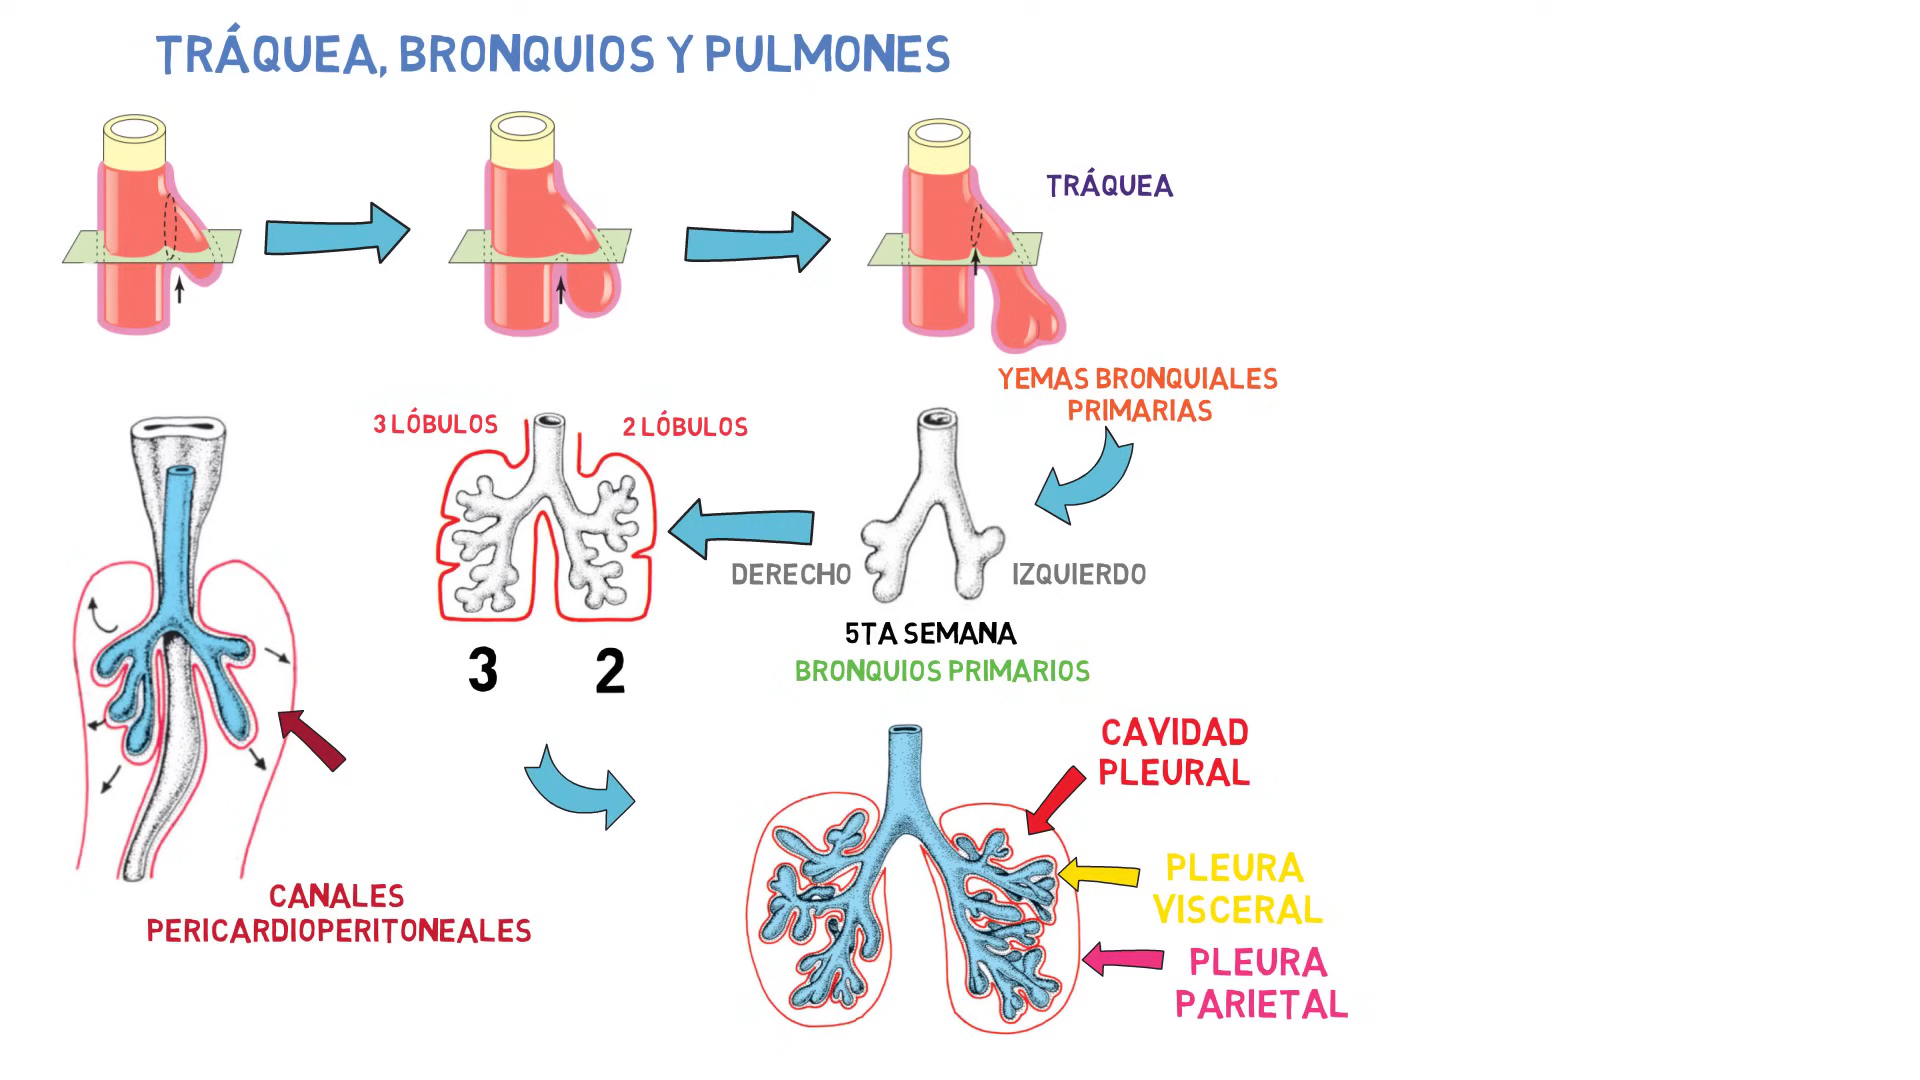 TRÁQUEA, BRONQUIOS Y PULMONES
TRÁQUEA
YEMAS BRONQUIALES
PRIMARIAS
3 LÓBULOS
2 LÓBULOS
DERECHO
IZQUIERDO
5TA SEMANA
BRONQUIOS PRIMARIOS
3
2
CANALES
PERICARDIOPERITONEALES
CAVIDAD
PLEURAL
PLEURA
VISCERAL
PLEURA
PARIETAL